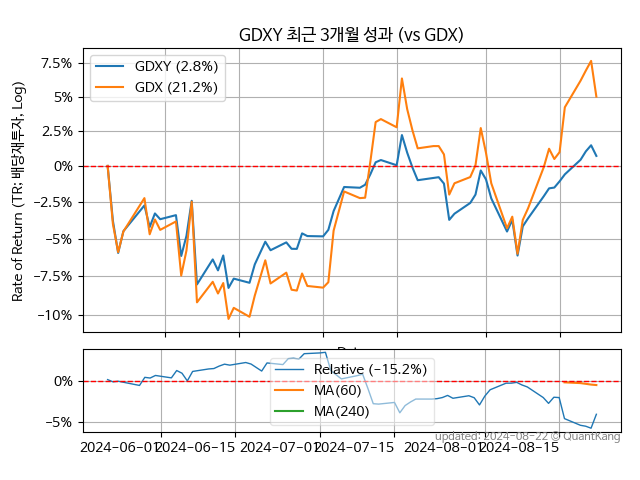 GDXY 최근 3개월 성과 (vs GDX)
GDXY (2.8%)
GDX (21.2%)
Rate of Return (TR: 배당재투자, Log)
7.5%
5%
2.5%
0%
−2.5%
−5%
−7.5%
−10%
Relative (−15.2%)
MA(60)
MA(240)
0%
−5%
2024−06−01
2024−06−15
2024−07−01
2024−07−15
2024−08−01
2024−08−15
updated: 2024−08−22 © QuantKang